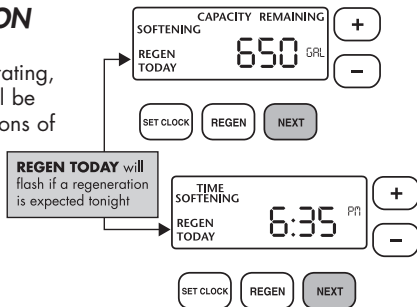 ON
rating,
l be
ons of
CAPACITY REMAINING
SOFTENING
REGEN
TODAY
650 GAL
+
–
SET CLOCK
REGEN
NEXT
REGEN TODAY will
flash if a regeneration
is expected tonight
TIME
SOFTENING
REGEN
TODAY
6:35 PM
+
–
SET CLOCK
REGEN
NEXT